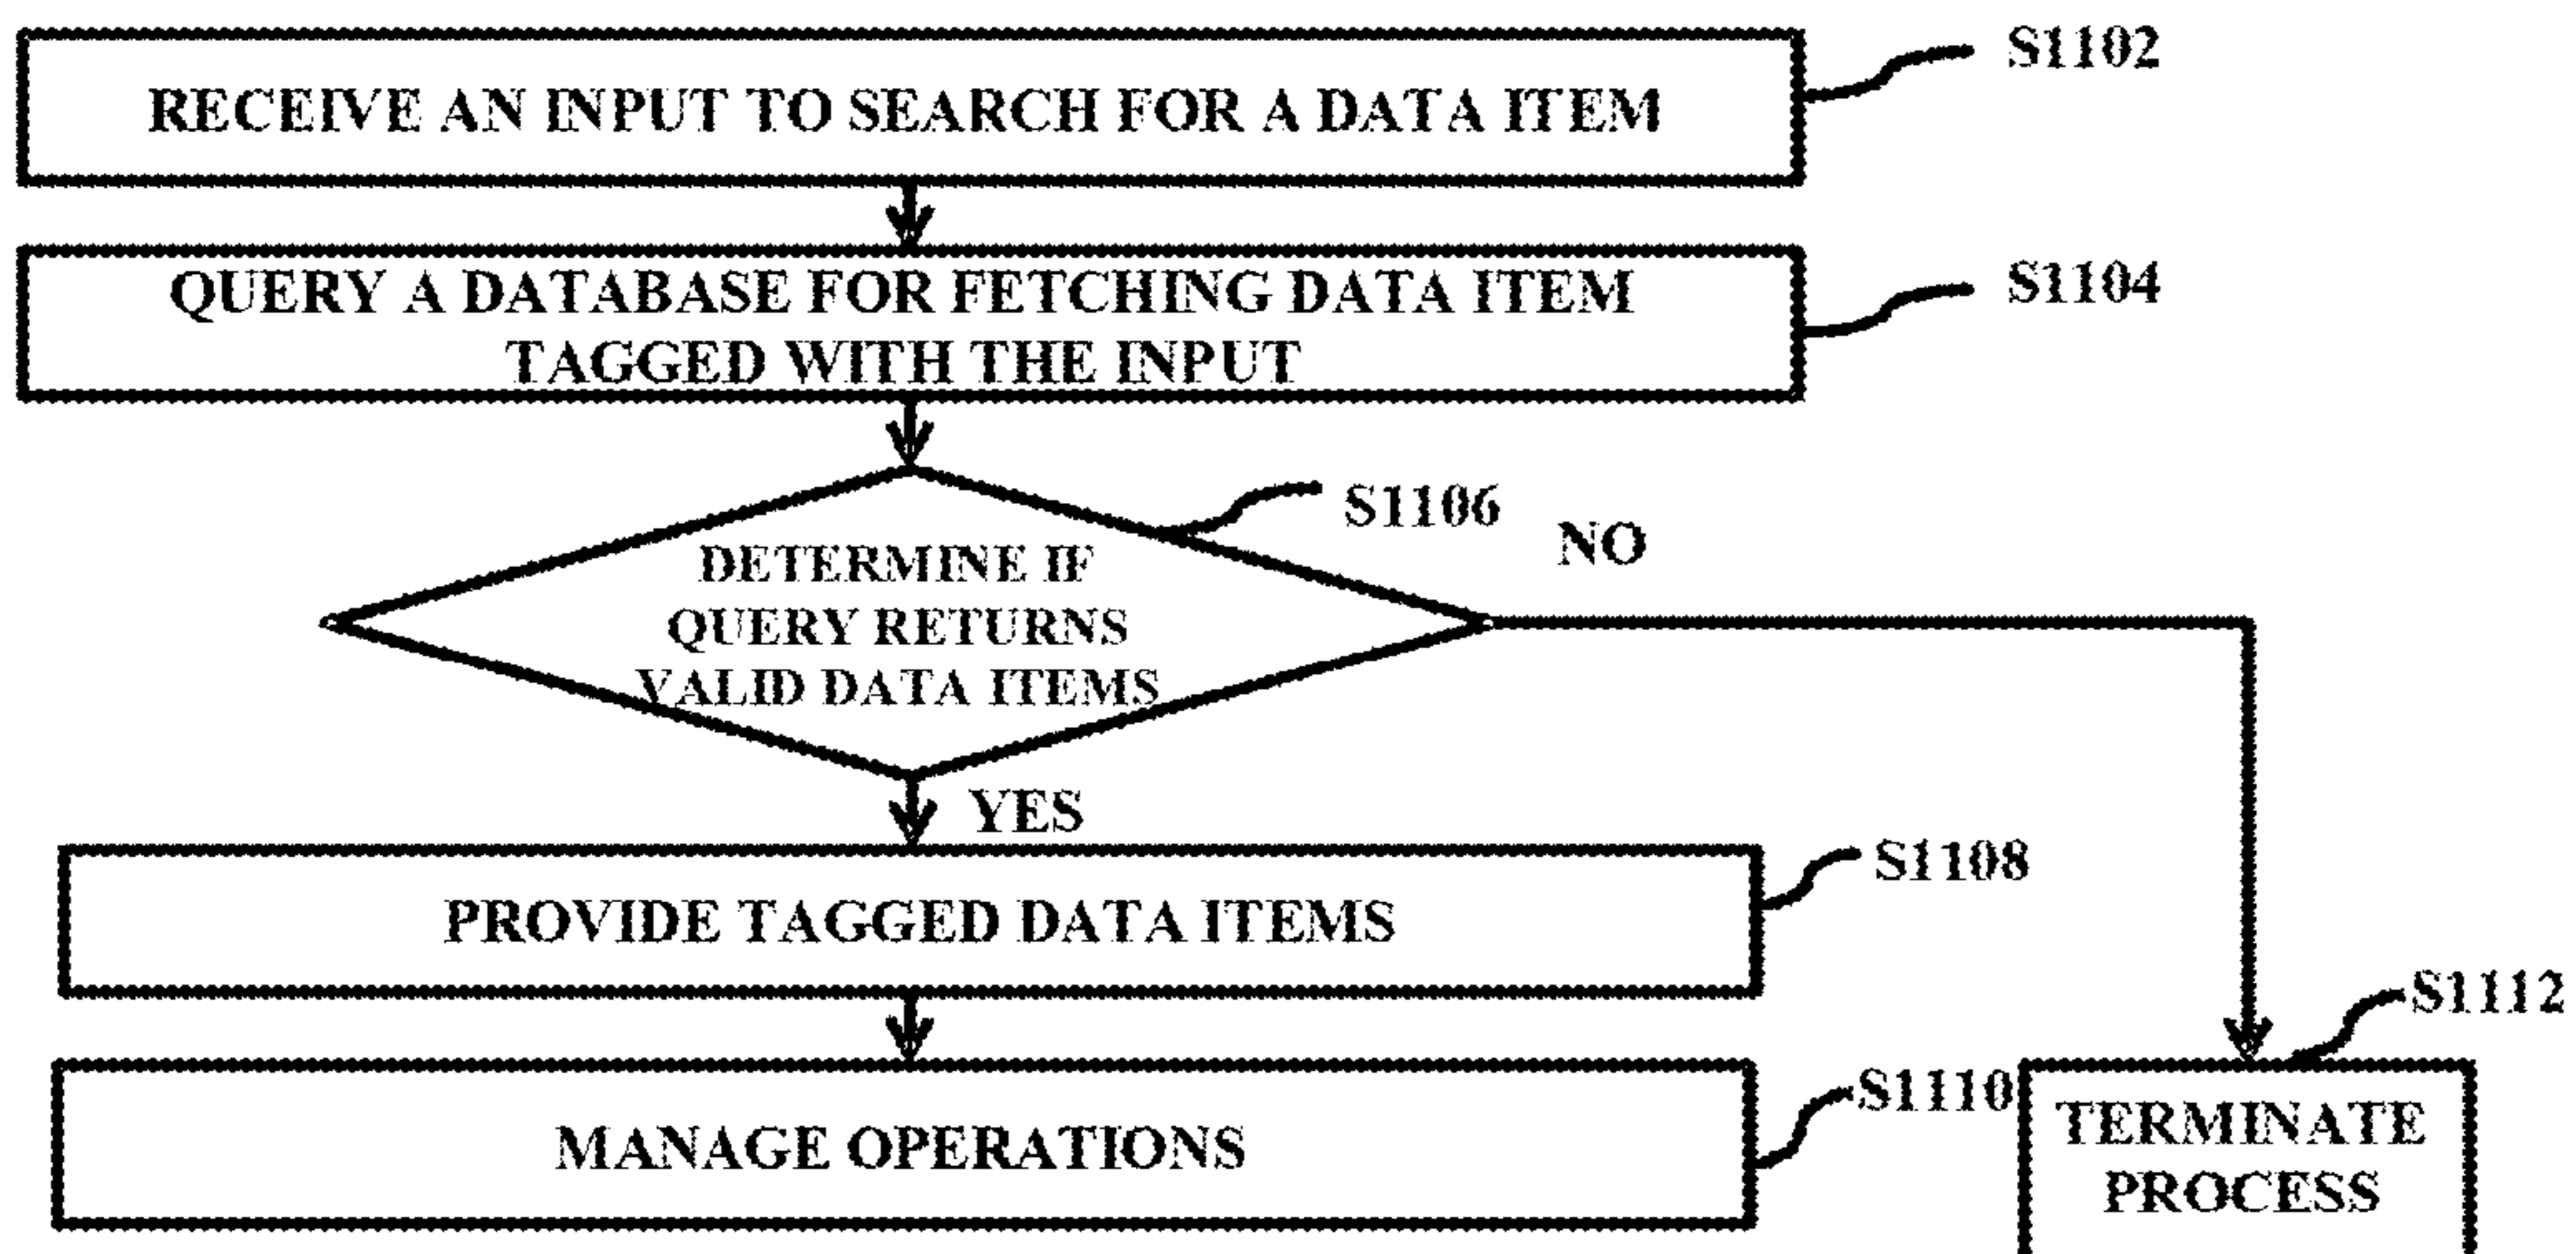 S1102
RECEIVE AN INPUT TO SEARCH FOR A DATA ITEM
QUERY A DATABASE FOR FETCHING DATA ITEM
TAGGED WITH THE INPUT
S1104
S1106
NO
DETERMINE IF
QUERY RETURNS
VALID DATA ITEMS
YES
S1108
PROVIDE TAGGED DATA ITEMS
S1112
S1110
MANAGE OPERATIONS
TERMINATE
PROCESS